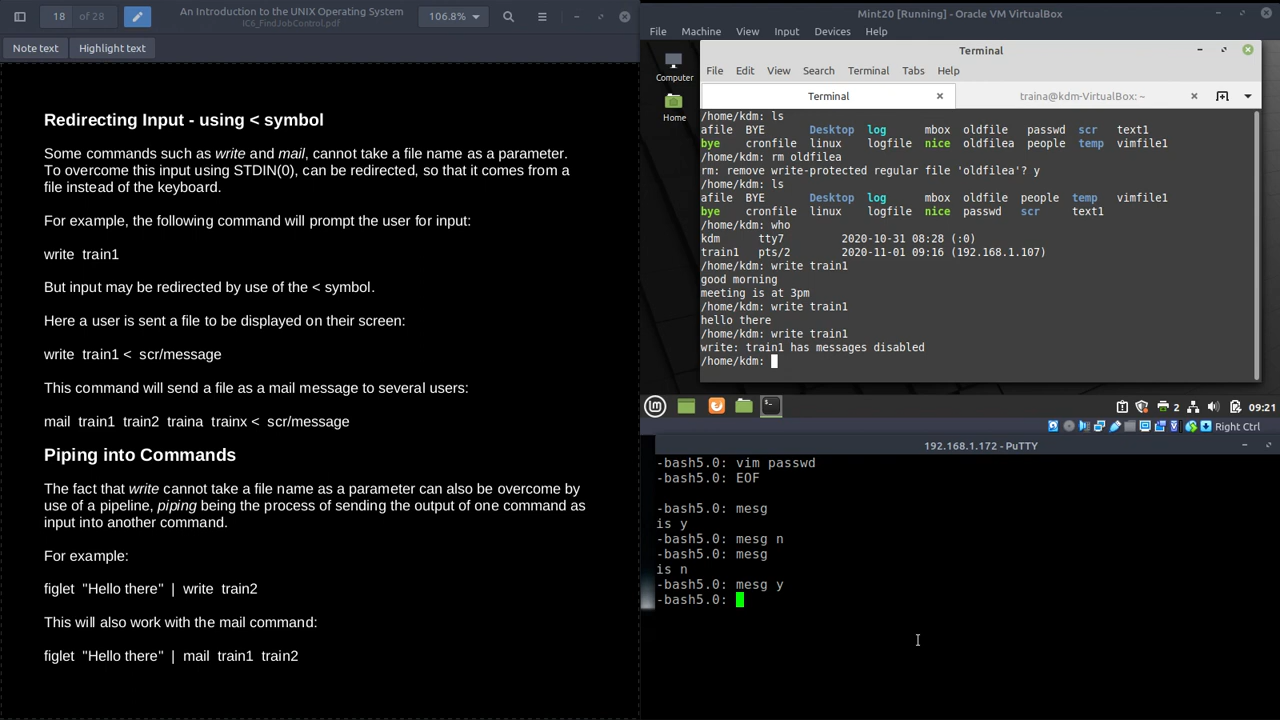 18 of 28
An Introduction to the UNIX Operating System
IC6_FindJobControl.pdf
106.8%
Note text
Highlight text
Redirecting Input - using < symbol
Some commands such as write and mail, cannot take a file name as a parameter.
To overcome this input using STDIN(0), can be redirected, so that it comes from a
file instead of the keyboard.
For example, the following command will prompt the user for input:
write train1
But input may be redirected by use of the < symbol.
Here a user is sent a file to be displayed on their screen:
write train1 < scr/message
This command will send a file as a mail message to several users:
mail train1 train2 traina trainx < scr/message
Piping into Commands
The fact that write cannot take a file name as a parameter can also be overcome by
use of a pipeline, piping being the process of sending the output of one command as
input into another command.
For example:
figlet "Hello there" | write train2
This will also work with the mail command:
figlet "Hello there" | mail train1 train2
Mint20 [Running] - Oracle VM VirtualBox
File Machine View Input Devices Help
Computer
Home
Terminal
File Edit View Search Terminal Tabs Help
Terminal
traina@kdm-VirtualBox: ~
/home/kdm: ls
afile BYE Desktop log mbox oldfile passwd scr text1
bye cronfile linux logfile nice oldfilea people temp vimfile1
/home/kdm: rm oldfilea
rm: remove write-protected regular file 'oldfilea'? y
/home/kdm: ls
afile BYE Desktop log mbox oldfile people temp vimfile1
bye cronfile linux logfile nice passwd scr text1
/home/kdm: who
kdm tty7 2020-10-31 08:28 (:0)
train1 pts/2 2020-11-01 09:16 (192.168.1.107)
/home/kdm: write train1
good morning
meeting is at 3pm
/home/kdm: write train1
hello there
/home/kdm: write train1
write: train1 has messages disabled
/home/kdm:
2
09:21
Right Ctrl
192.168.1.172 - PuTTY
-bash5.0: vim passwd
-bash5.0: EOF
-bash5.0: mesg
is y
-bash5.0: mesg n
-bash5.0: mesg
is n
-bash5.0: mesg y
-bash5.0: